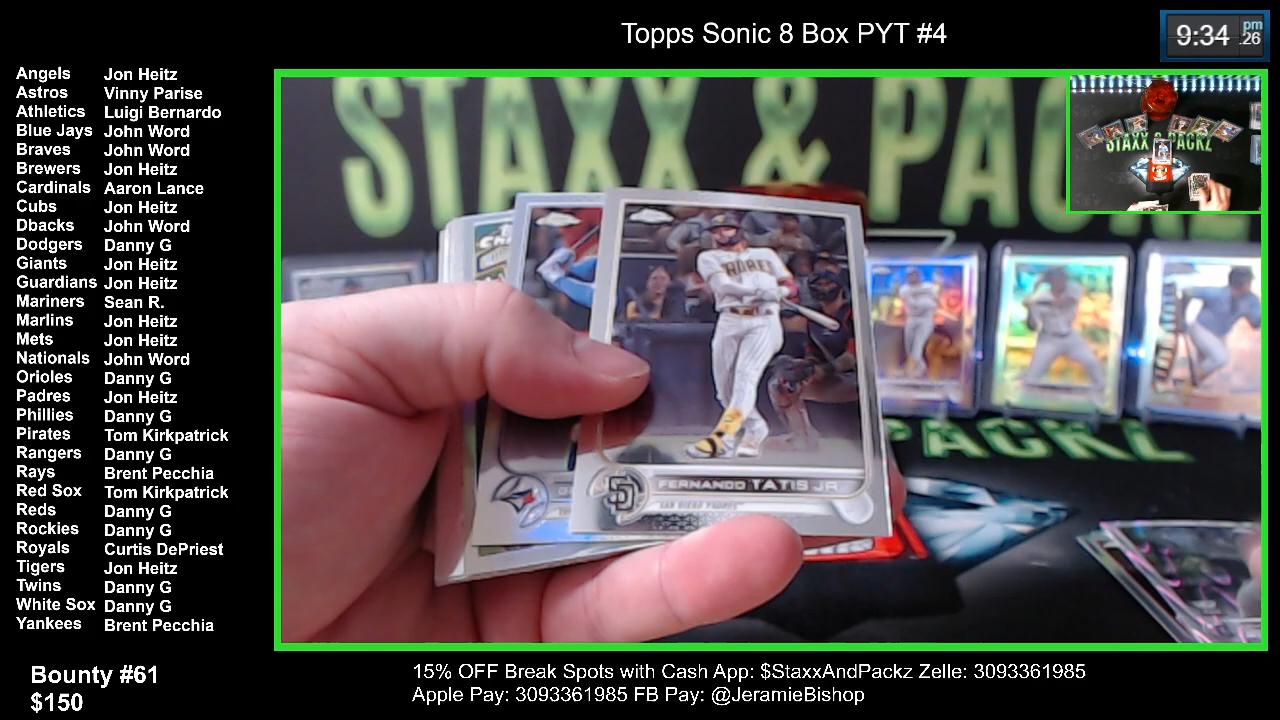 Topps Sonic 8 Box PYT #4
9:34 pm .26
Angels Jon Heitz
Astros Vinny Parise
Athletics Luigi Bernardo
Blue Jays John Word
Braves John Word
Brewers Jon Heitz
Cardinals Aaron Lance
Cubs Jon Heitz
Dbacks John Word
Dodgers Danny G
Giants Jon Heitz
Guardians Jon Heitz
Mariners Sean R.
Marlins Jon Heitz
Mets Jon Heitz
Nationals John Word
Orioles Danny G
Padres Jon Heitz
Phillies Danny G
Pirates Tom Kirkpatrick
Rangers Danny G
Rays Brent Pecchia
Red Sox Tom Kirkpatrick
Reds Danny G
Rockies Danny G
Royals Curtis DePriest
Tigers Jon Heitz
Twins Danny G
White Sox Danny G
Yankees Brent Pecchia
Bounty #61
$150
STAXX & PACK
STAXX & PACKZ
PADRES
FERNANDO TATIS JR
SAN DIEGO PADRES
PACKZ
15% OFF Break Spots with Cash App: $StaxxAndPackz Zelle: 3093361985
Apple Pay: 3093361985 FB Pay: @JeramieBishop